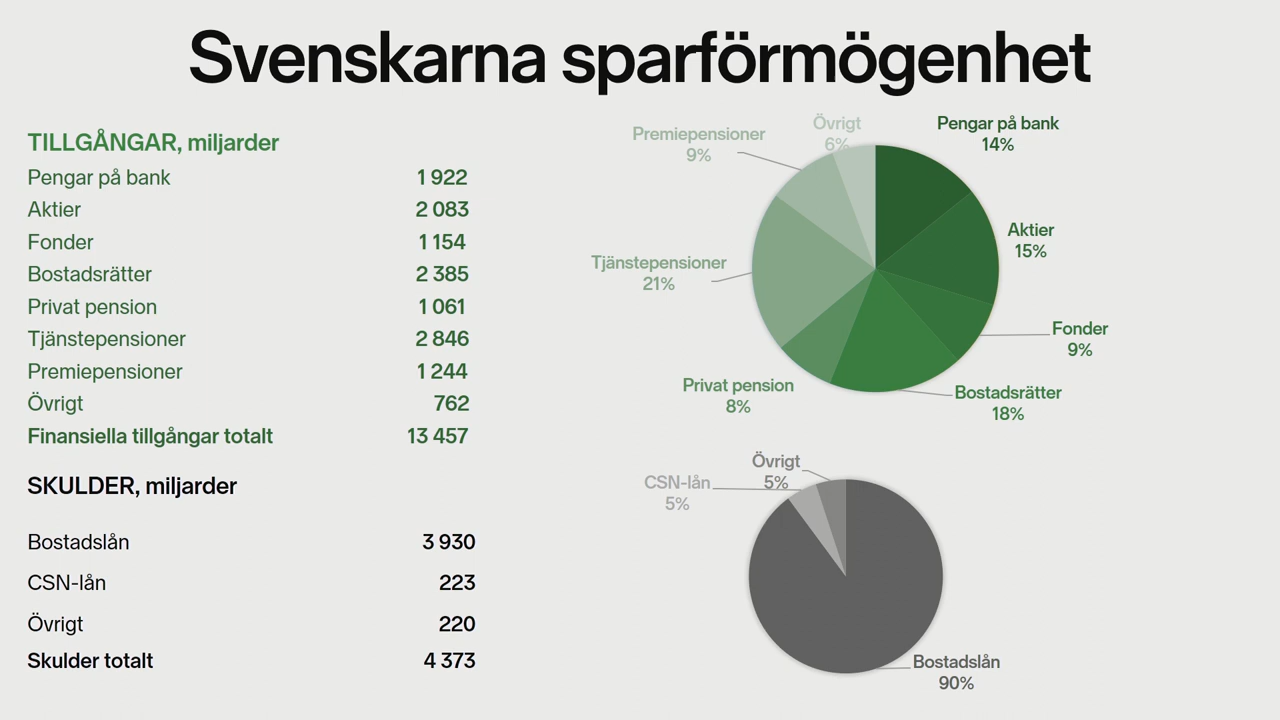 Svenskarna sparförmögenhet
TILLGÅNGAR, miljarder
Pengar på bank 1 922
Aktier 2 083
Fonder 1 154
Bostadsrätter 2 385
Privat pension 1 061
Tjänstepensioner 2 846
Premiepensioner 1 244
Övrigt 762
Finansiella tillgångar totalt 13 457
SKULDER, miljarder
Bostadslån 3 930
CSN-lån 223
Övrigt 220
Skulder totalt 4 373
Pengar på bank
14%
Aktier
15%
Fonder
9%
Bostadsrätter
18%
Privat pension
8%
Tjänstepensioner
21%
Premiepensioner
9%
Övrigt
6%
Övrigt
5%
CSN-lån
5%
Bostadslån
90%